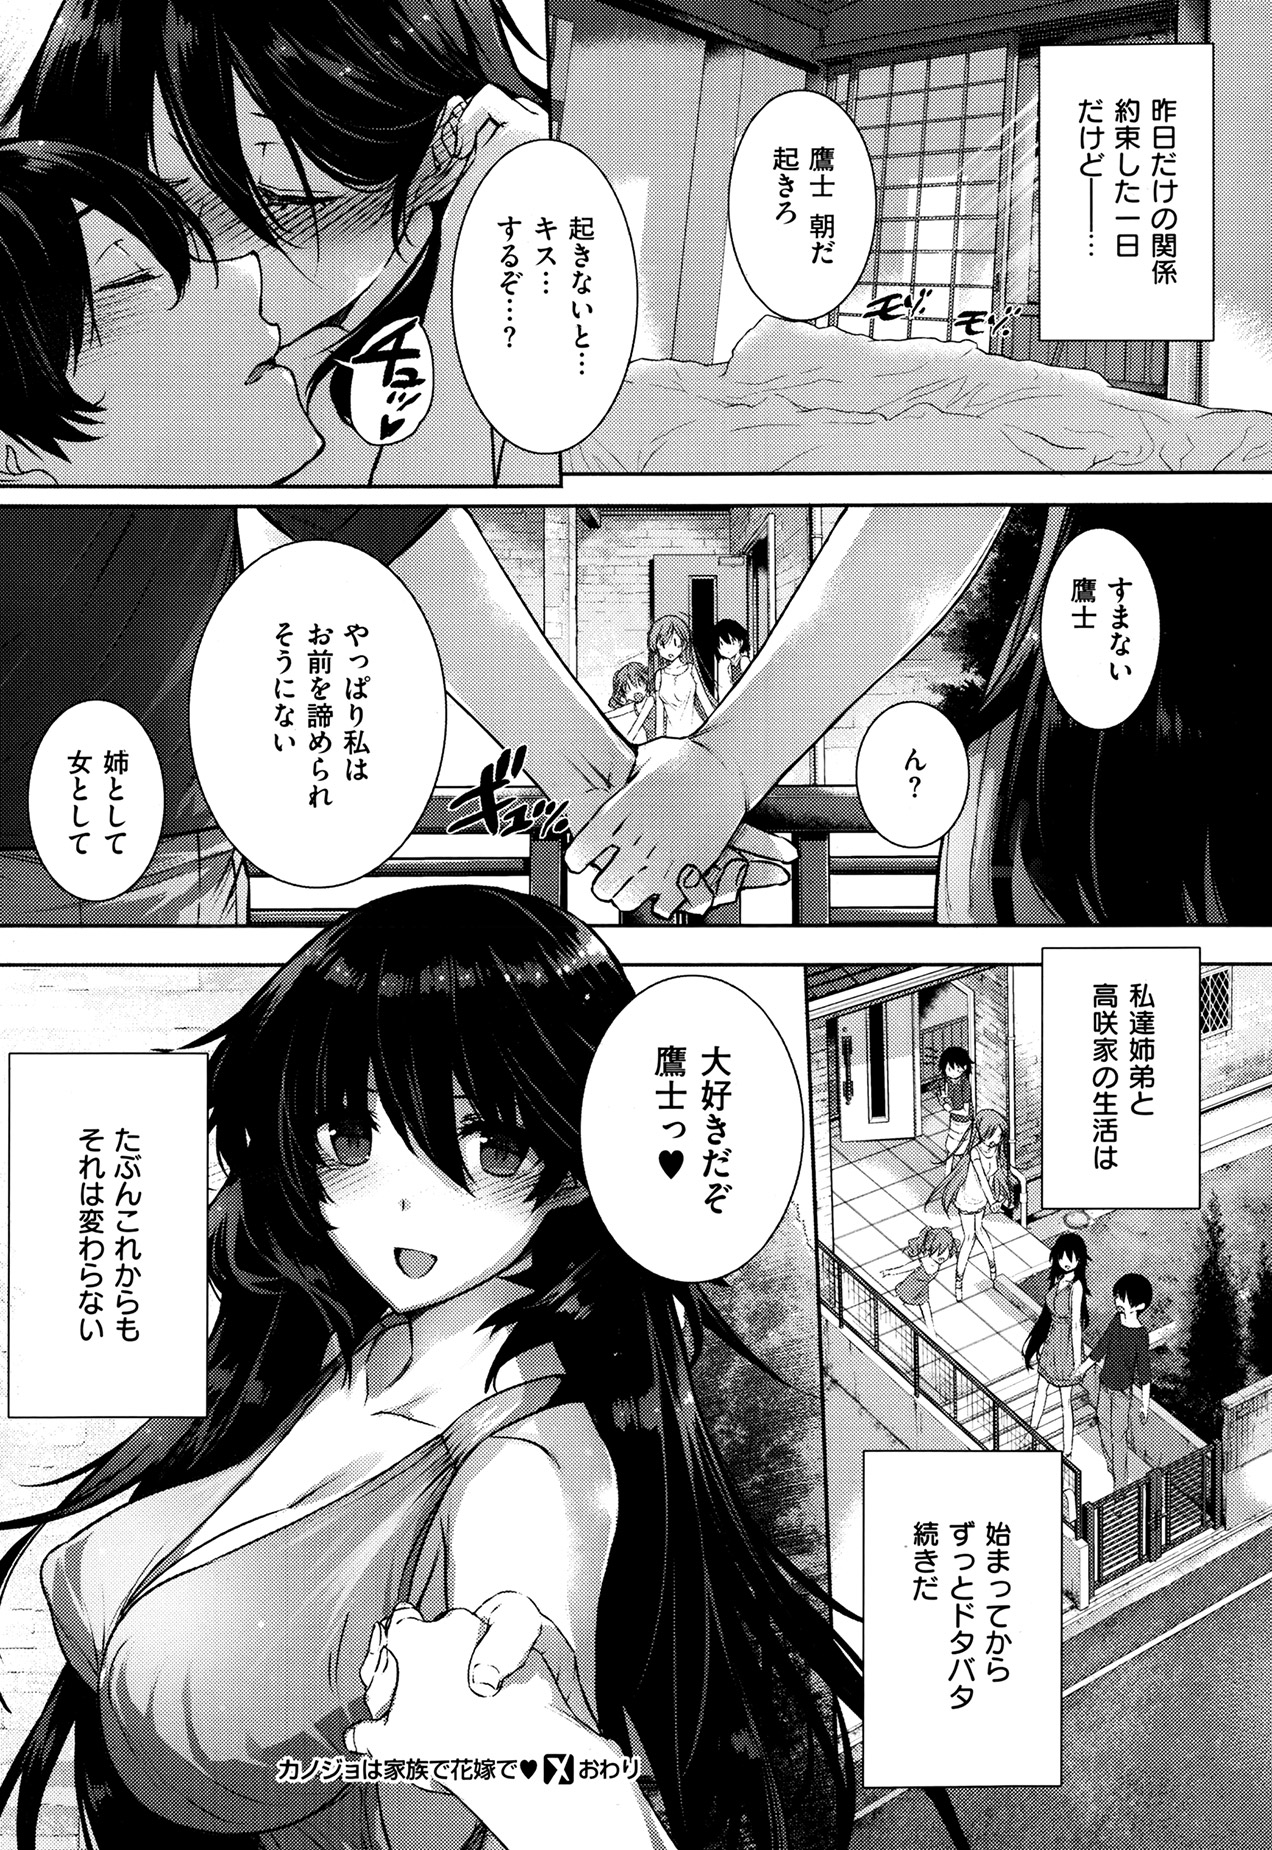 昨日だけの関係
約束した一日
だけど――…
鷹士 朝だ
起きろ
モゾ
モゾ
起きないと…
キス…
するぞ…？
チュッ♥
すまない
鷹士
ん？
ギュッ
やっぱり私は
お前を諦められ
そうにない
姉として
女として
私達姉弟と
高咲家の生活は
始まってから
ずっとドタバタ
続きだ
大好きだぞ
鷹士っ♥
たぶんこれからも
それは変わらない
カノジョは家族で花嫁で♥ X おわり